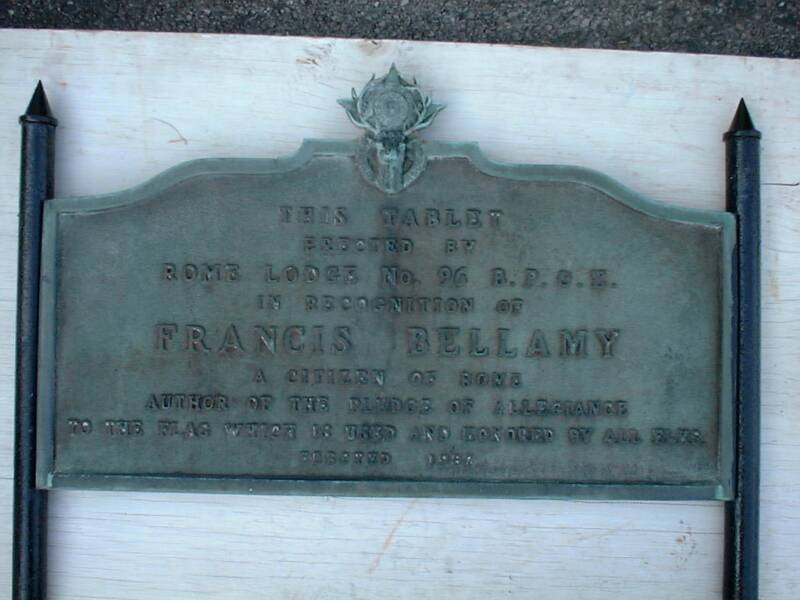 THIS TABLET
ERECTED BY
ROME LODGE No. 96 B.P.O.E.
IN RECOGNITION OF
FRANCIS BELLAMY
A CITIZEN OF ROME
AUTHOR OF THE PLEDGE OF ALLEGIANCE
TO THE FLAG WHICH IS USED AND HONORED BY ALL ELKS.
ERECTED